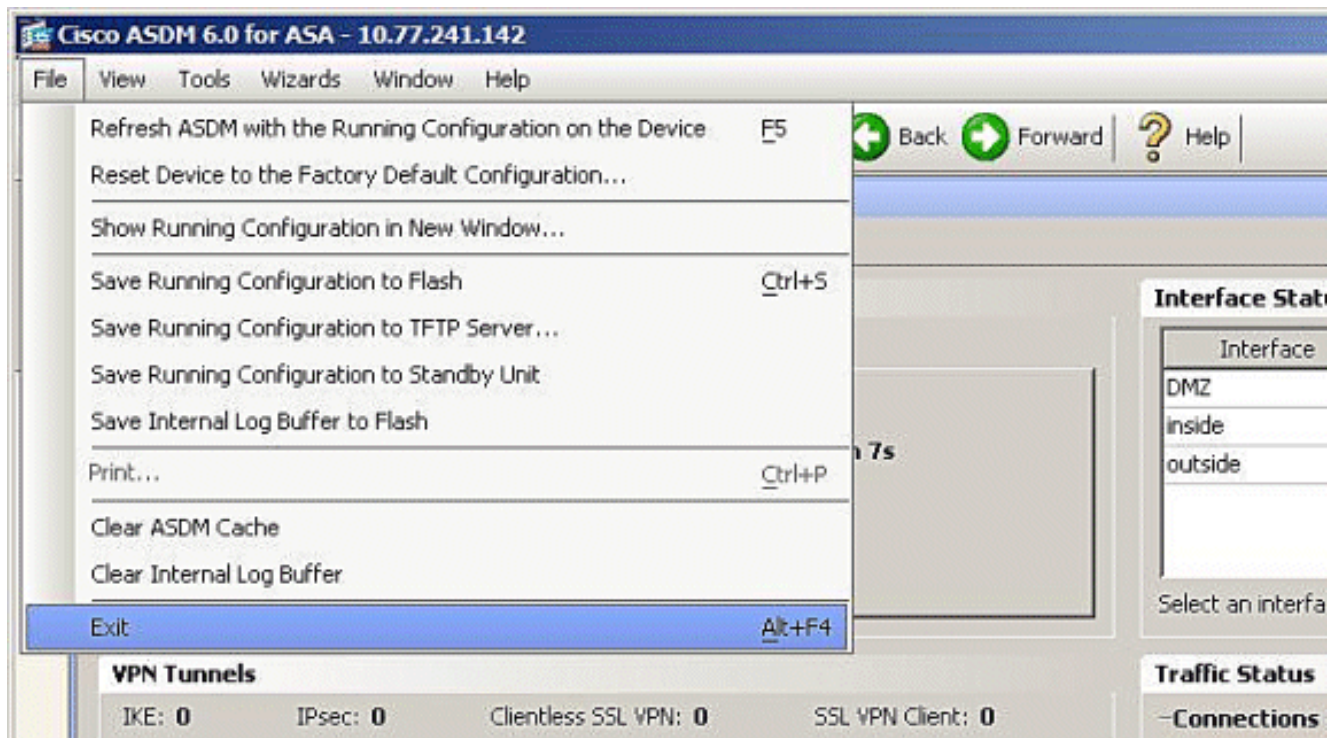 Cisco ASDM 6.0 for ASA - 10.77.241.142
File View Tools Wizards Window Help
Refresh ASDM with the Running Configuration on the Device F5
Reset Device to the Factory Default Configuration...
Show Running Configuration in New Window...
Save Running Configuration to Flash Ctrl+S
Save Running Configuration to TFTP Server...
Save Running Configuration to Standby Unit
Save Internal Log Buffer to Flash
Print... Ctrl+P
Clear ASDM Cache
Clear Internal Log Buffer
Exit Alt+F4
Back Forward Help
7s
Interface
Interface
DMZ
inside
outside
Select an
VPN Tunnels
IKE: 0 IPsec: 0 Clientless SSL VPN: 0 SSL VPN Client: 0
Traffic Status
Connections